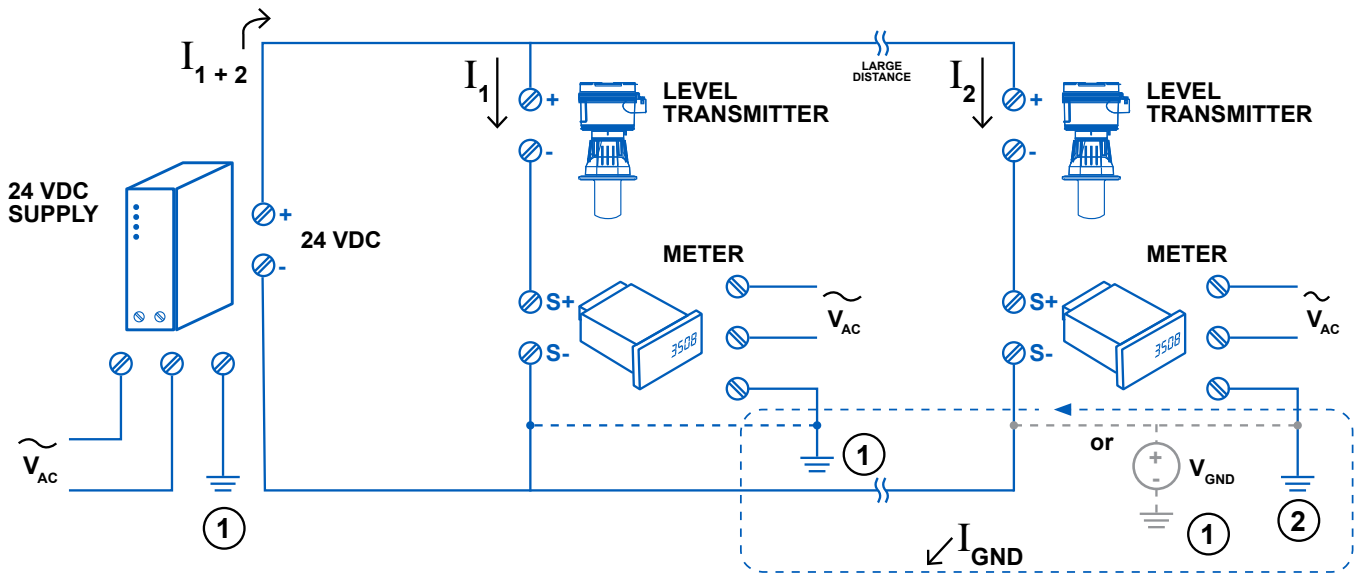 I1 + 2
I1
LARGE
DISTANCE
I2
+
LEVEL
TRANSMITTER
+
LEVEL
TRANSMITTER
-
-
24 VDC
SUPPLY
+
24 VDC
-
METER
METER
S+
3508
VAC
S+
3508
VAC
S-
S-
VAC
1
1
or
+
-
VGND
1
2
IGND